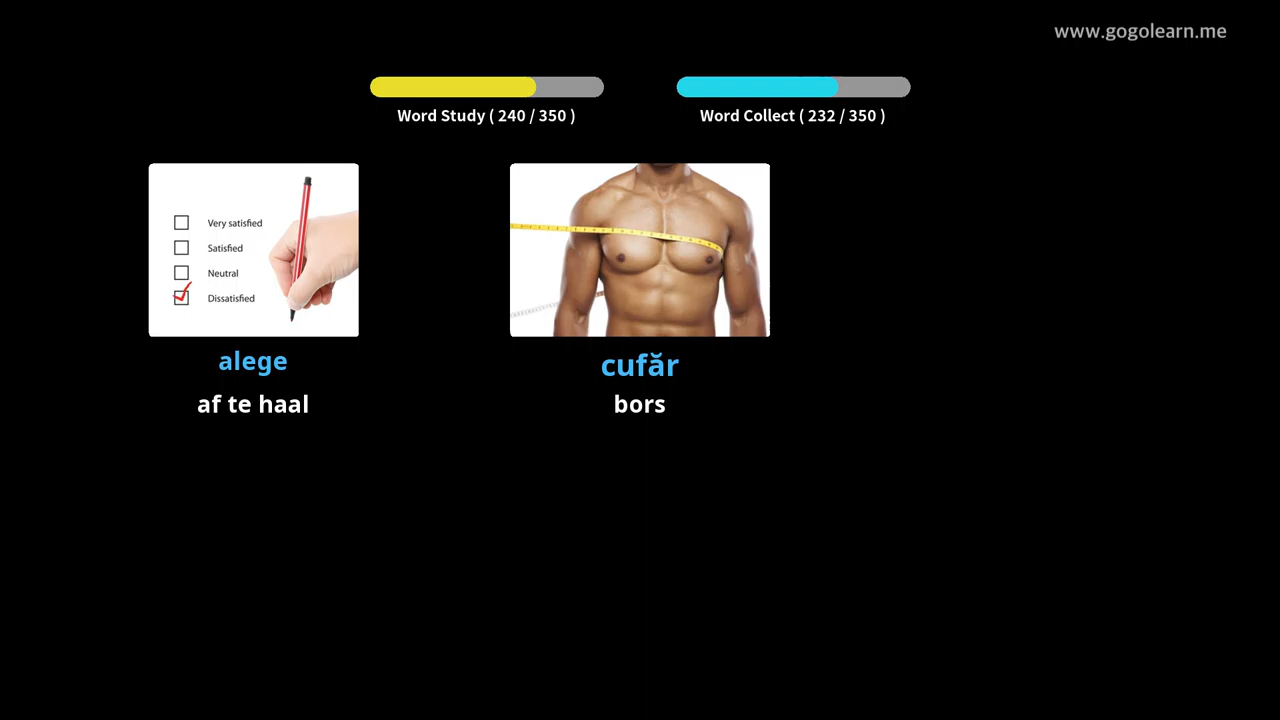 www.gogolearn.me
Word Study ( 240 / 350 )
Word Collect ( 232 / 350 )
Very satisfied
Satisfied
Neutral
Dissatisfied
alege
af te haal
cufăr
bors